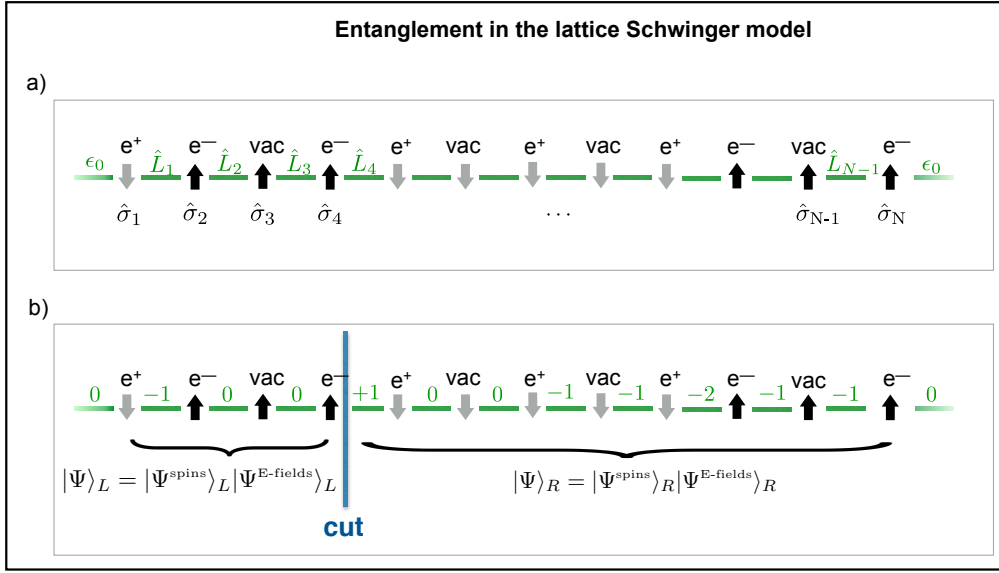 Entanglement in the lattice Schwinger model
a)
e⁺ e⁻ vac e⁻ e⁺ vac e⁺ vac e⁺ e⁻ vac e⁻
ϵ₀ L̂₁ L̂₂ L̂₃ L̂₄ L̂_{N−1} ϵ₀
σ̂₁ σ̂₂ σ̂₃ σ̂₄ ... σ̂_{N-1} σ̂_N
b)
e⁺ e⁻ vac e⁻ e⁺ vac e⁺ vac e⁺ e⁻ vac e⁻
0 −1 0 0 +1 0 0 −1 −1 −2 −1 −1 0
|Ψ⟩_L = |Ψ^{spins}⟩_L|Ψ^{E-fields}⟩_L |Ψ⟩_R = |Ψ^{spins}⟩_R|Ψ^{E-fields}⟩_R
cut